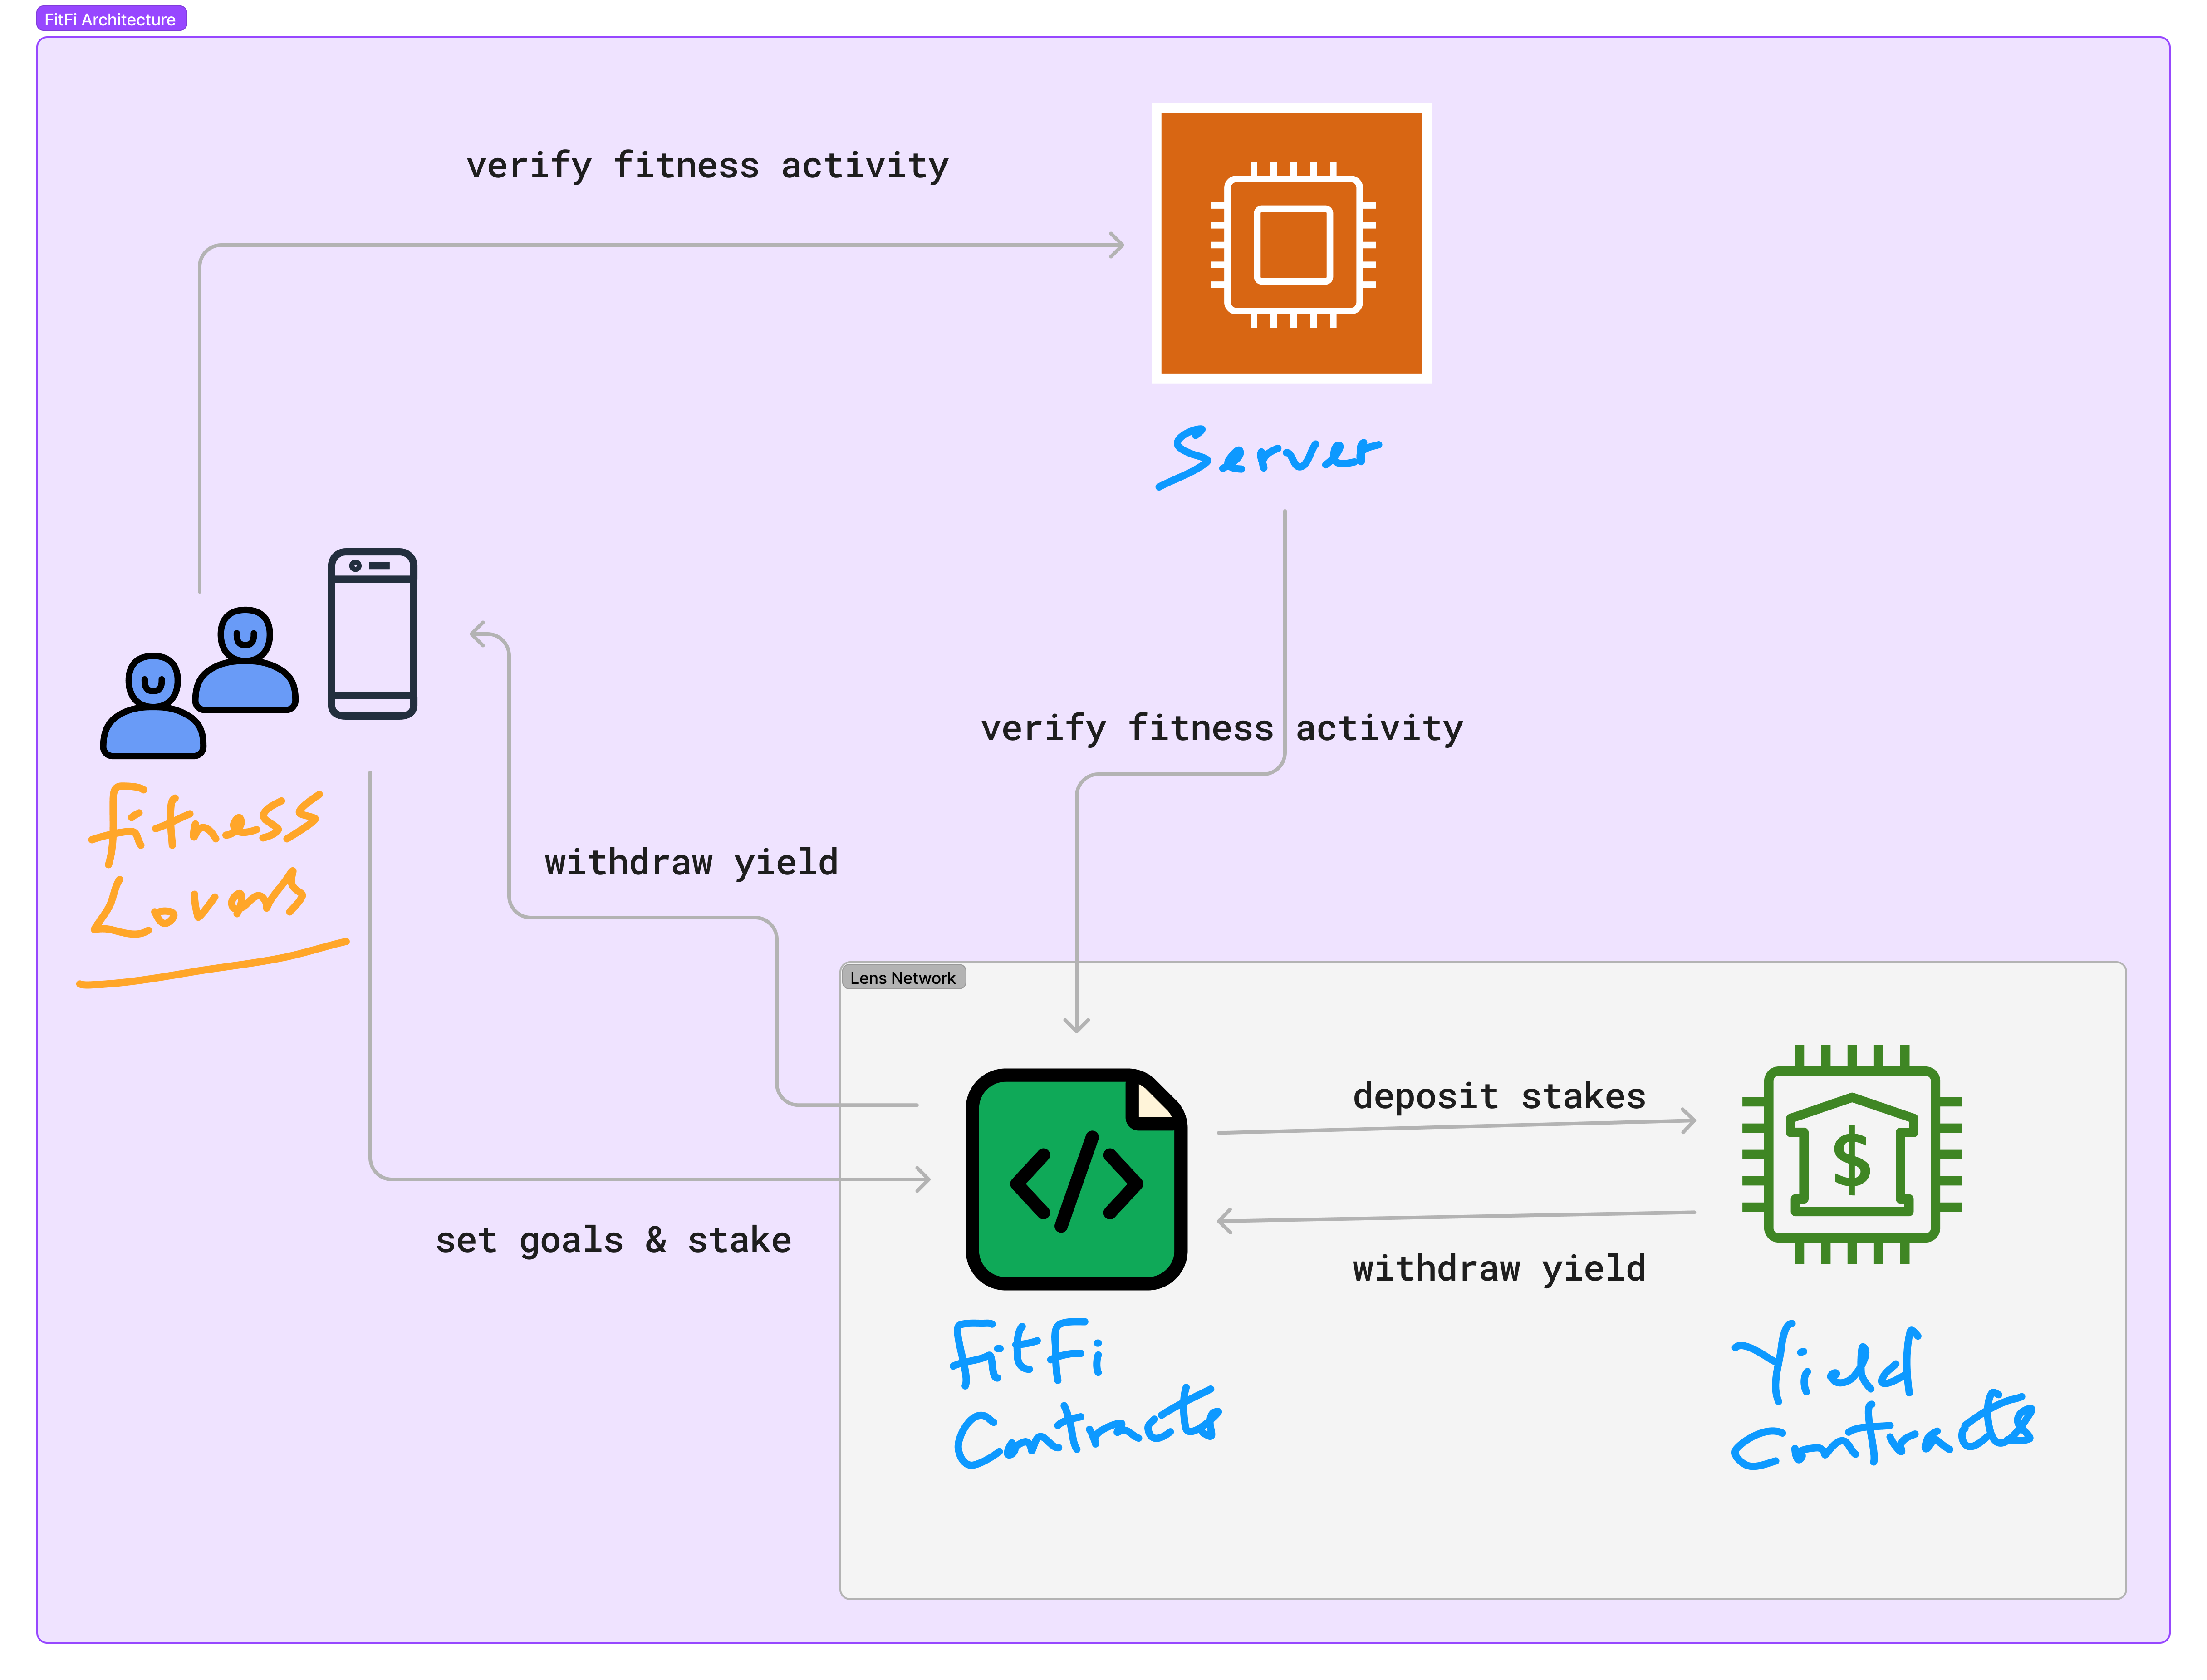 FitFi Architecture
verify fitness activity
Server
verify fitness activity
Fitness
Lovers
withdraw yield
Lens Network
set goals & stake
deposit stakes
$
withdraw yield
</>
FitFi
Contracts
Yield
Contracts